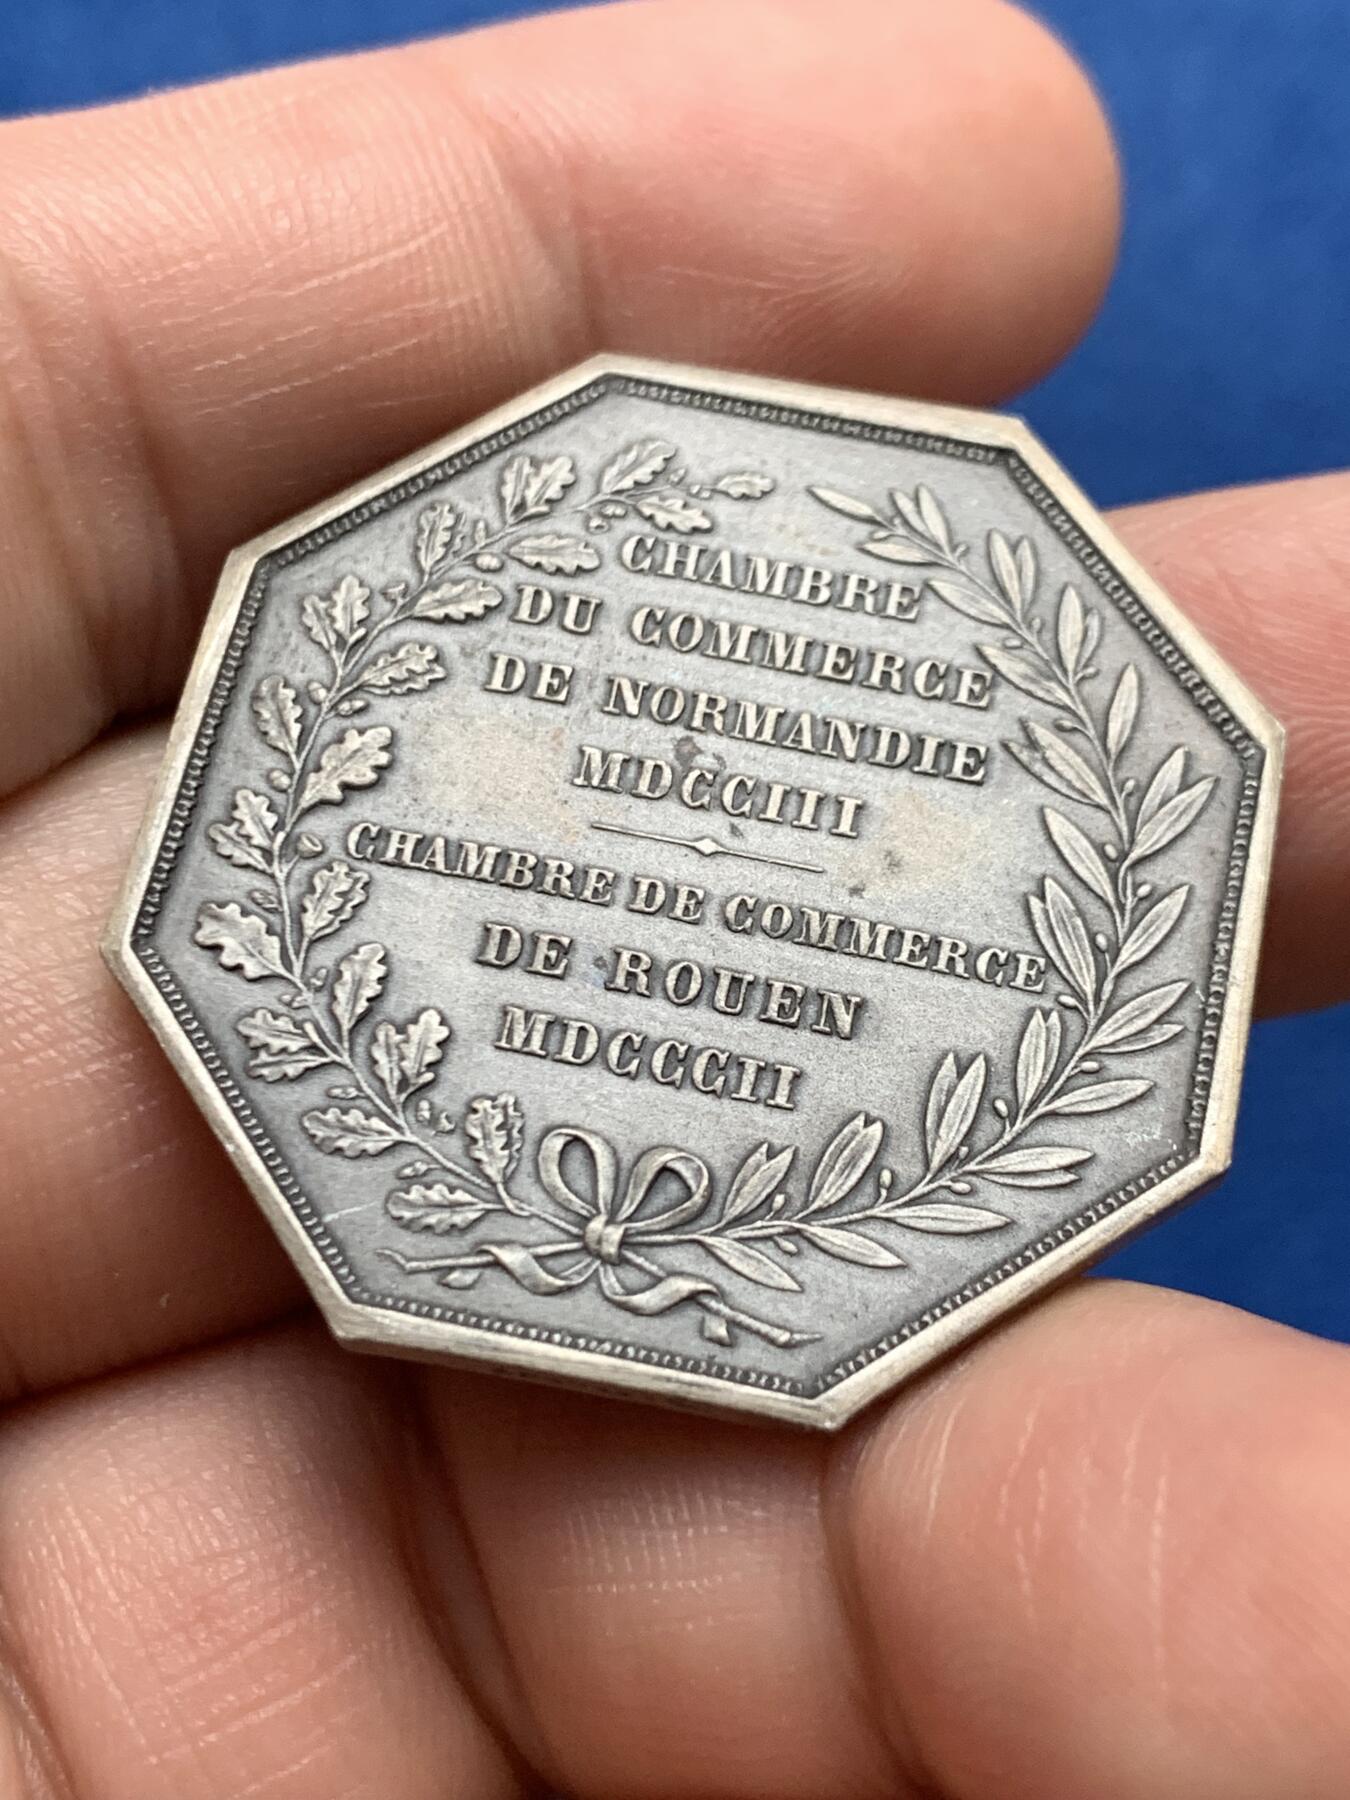 CHAMBRE
DU COMMERCE
DE NORMANDIE
MDCCIII
CHAMBRE DE COMMERCE
DE ROUEN
MDCCCII